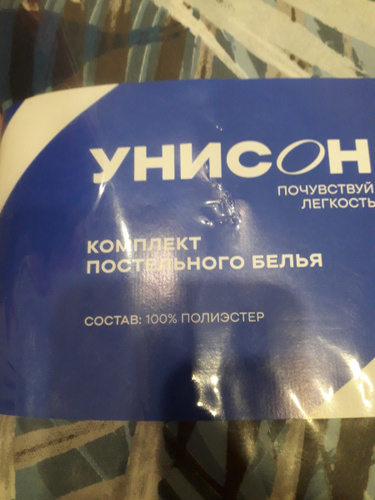 УНИСОН
ПОЧУВСТВУЙ
ЛЕГКОСТЬ
КОМПЛЕКТ
ПОСТЕЛЬНОГО БЕЛЬЯ
СОСТАВ: 100% ПОЛИЭСТЕР